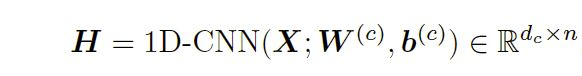 H = 1D-CNN(X; W^{(c)}, b^{(c)}) ∈ ℝ^{d_c×n}